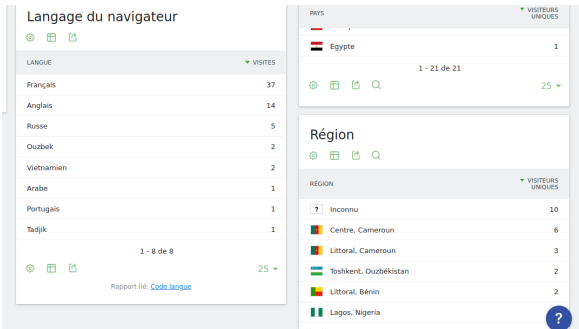 Langage du navigateur
LANGUE VISITES
Français 37
Anglais 14
Russe 5
Ouzbek 2
Vietnamien 2
Arabe 1
Portugais 1
Tadjik 1
1 - 8 de 8
25
Rapport lié: Code langue
PAYS VISITEURS UNIQUES
Égypte 1
1 - 21 de 21
25
Région
RÉGION VISITEURS UNIQUES
? Inconnu 10
Centre, Cameroun 6
Littoral, Cameroun 3
Toshkent, Ouzbékistan 2
Littoral, Bénin 2
Lagos, Nigeria
?